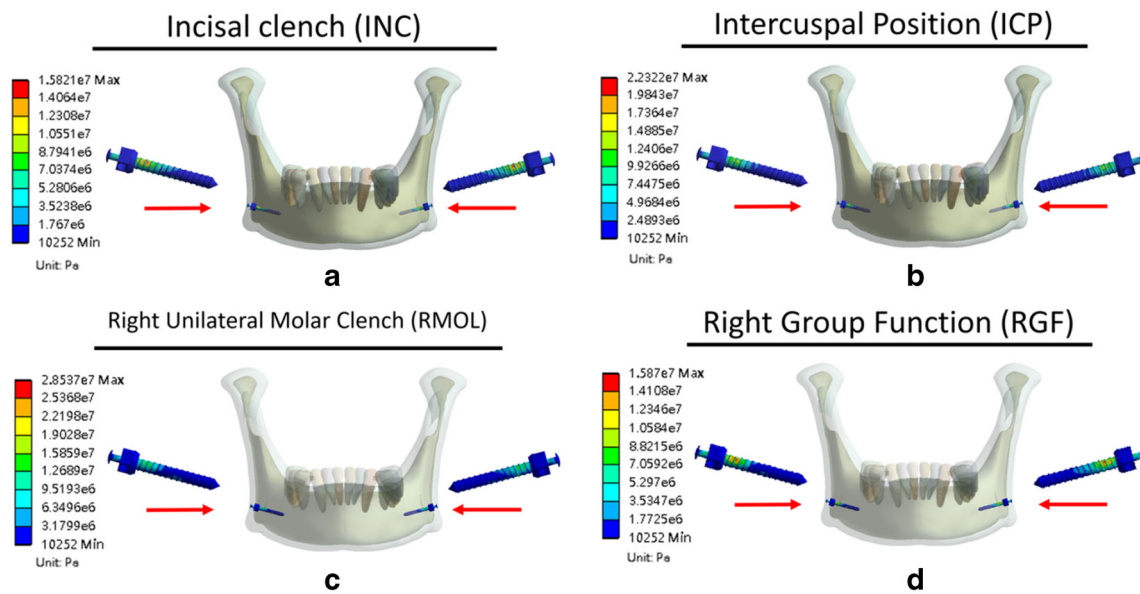 Incisal clench (INC)
1.5821e7 Max
1.4064e7
1.2308e7
1.0551e7
8.7941e6
7.0374e6
5.2806e6
3.5238e6
1.767e6
10252 Min
Unit: Pa
a
Intercuspal Position (ICP)
2.2322e7 Max
1.9843e7
1.7364e7
1.4885e7
1.2406e7
9.9266e6
7.4475e6
4.9684e6
2.4893e6
10252 Min
Unit: Pa
b
Right Unilateral Molar Clench (RMOL)
2.8537e7 Max
2.5368e7
2.2198e7
1.9028e7
1.5859e7
1.2689e7
9.5193e6
6.3496e6
3.1799e6
10252 Min
Unit: Pa
c
Right Group Function (RGF)
1.587e7 Max
1.4108e7
1.2346e7
1.0584e7
8.8215e6
7.0592e6
5.297e6
3.5347e6
1.7725e6
10252 Min
Unit: Pa
d